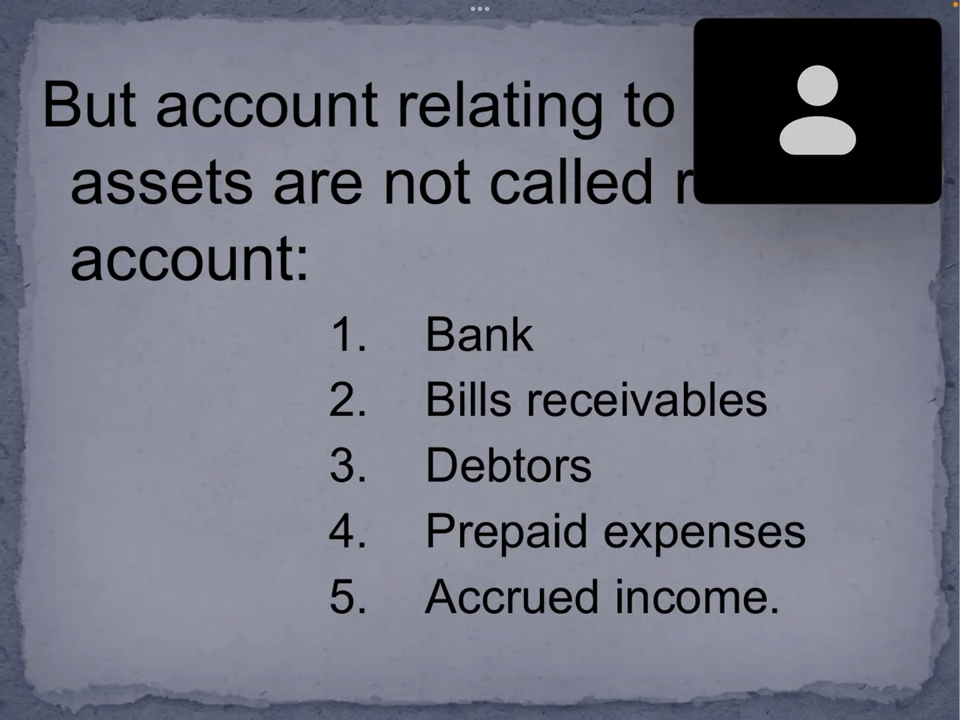 But account relating to
assets are not called
account:
1. Bank
2. Bills receivables
3. Debtors
4. Prepaid expenses
5. Accrued income.